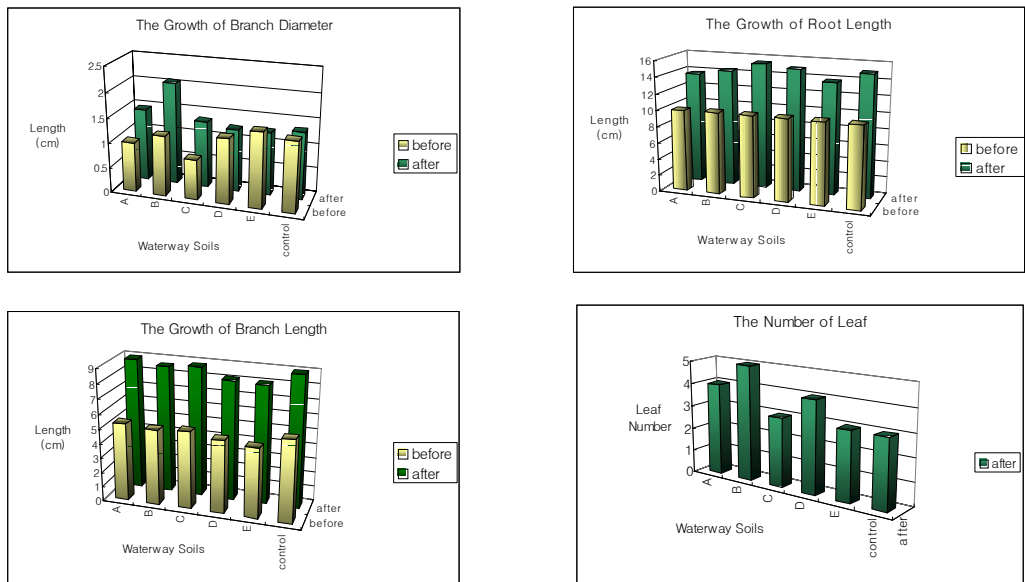 The Growth of Branch Diameter
2.5
2
1.5
1
0.5
0
Length
(cm)
A
B
C
D
E
control
after
before
Waterway Soils
before
after
The Growth of Root Length
16
14
12
10
8
6
4
2
0
Length
(cm)
A
B
C
D
E
control
after
before
Waterway Soils
before
after
The Growth of Branch Length
9
8
7
6
5
4
3
2
1
0
Length
(cm)
A
B
C
D
E
control
after
before
Waterway Soils
before
after
The Number of Leaf
5
4
3
2
1
0
Leaf
Number
A
B
C
D
E
control
after
Waterway Soils
after